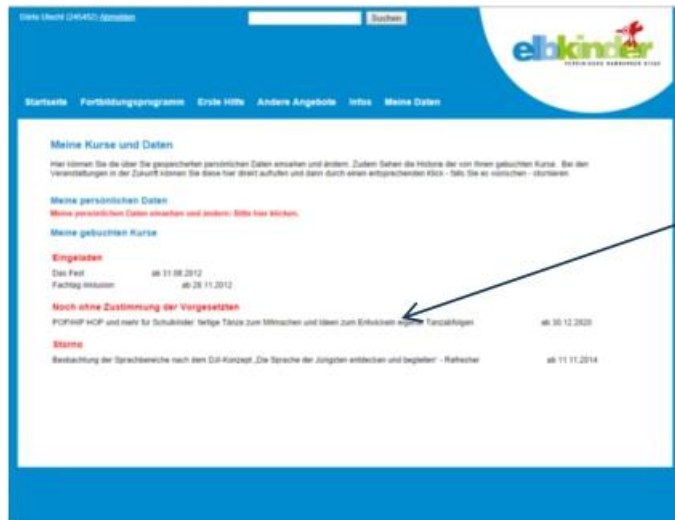 Dörte Utecht (245452) Abmelden
Suchen
elbkinder
VEREINIGUNG HAMBURGER KITAS
Startseite Fortbildungsprogramm Erste Hilfe Andere Angebote Infos Meine Daten
Meine Kurse und Daten
Hier können Sie die über Sie gespeicherten persönlichen Daten einsehen und ändern. Zudem Sehen die Historie der von Ihnen gebuchten Kurse. Bei den
Veranstaltungen in der Zukunft können Sie diese hier direkt aufrufen und dann durch einen entsprechenden Klick - falls Sie es wünschen - stornieren.
Meine persönlichen Daten
Meine persönlichen Daten einsehen und ändern: Bitte hier klicken.
Meine gebuchten Kurse
Eingeladen
Das Fest ab 31.08.2012
Fachtag Inklusion ab 28.11.2012
Noch ohne Zustimmung der Vorgesetzten
POP/HIP HOP und mehr für Schulkinder: fertige Tänze zum Mitmachen und Ideen zum Entwickeln eigener Tanzabfolgen ab 30.12.2020
Storno
Beobachtung der Sprachbereiche nach dem DJI-Konzept „Die Sprache der Jüngsten entdecken und begleiten" - Refresher ab 11.11.2014